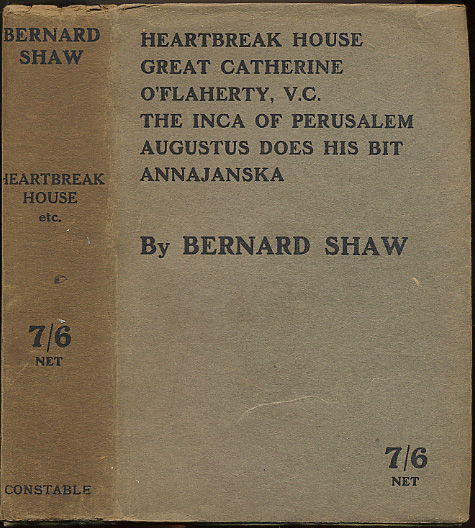 BERNARD
SHAW
HEARTBREAK
HOUSE
etc.
7/6
NET
CONSTABLE
HEARTBREAK HOUSE
GREAT CATHERINE
O'FLAHERTY, V.C.
THE INCA OF PERUSALEM
AUGUSTUS DOES HIS BIT
ANNAJANSKA
By BERNARD SHAW
7/6
NET